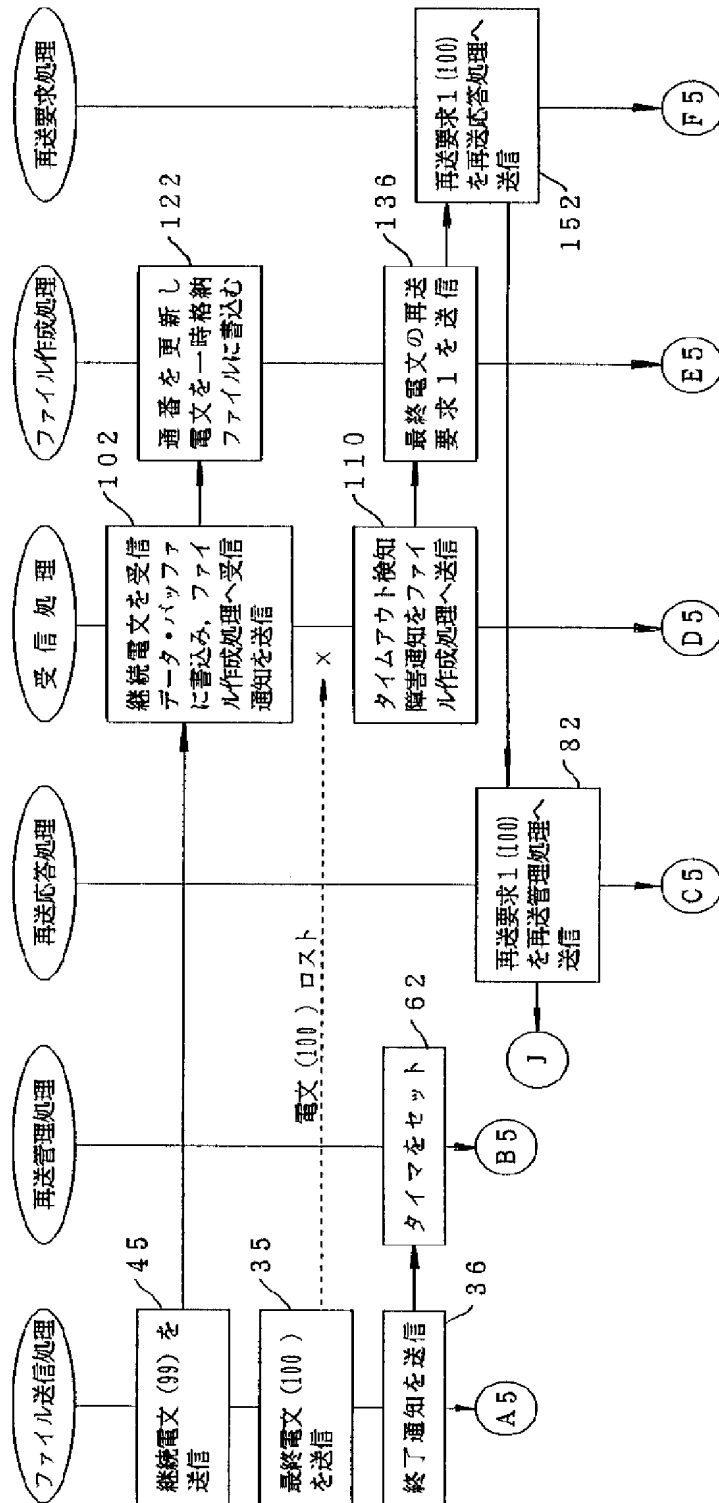 ファイル送信処理
再送管理処理
再送応答処理
受信処理
ファイル作成処理
再送要求処理
45
継続電文(99)を
送信
102
継続電文を受信
データ・バッファ
に書込み,ファイ
ル作成処理へ受信
通知を送信
122
通番を更新し
電文を一時格納
ファイルに書込む
35
最終電文(100)
を送信
電文(100)ロスト
×
36
終了通知を送信
62
タイマをセット
110
タイムアウト検知
障害通知をファイ
ル作成処理へ送信
136
最終電文の再送
要求1を送信
再送要求1(100)
を再送応答処理へ
送信
152
82
再送要求1(100)
を再送管理処理へ
送信
J
A5
B5
C5
D5
E5
F5